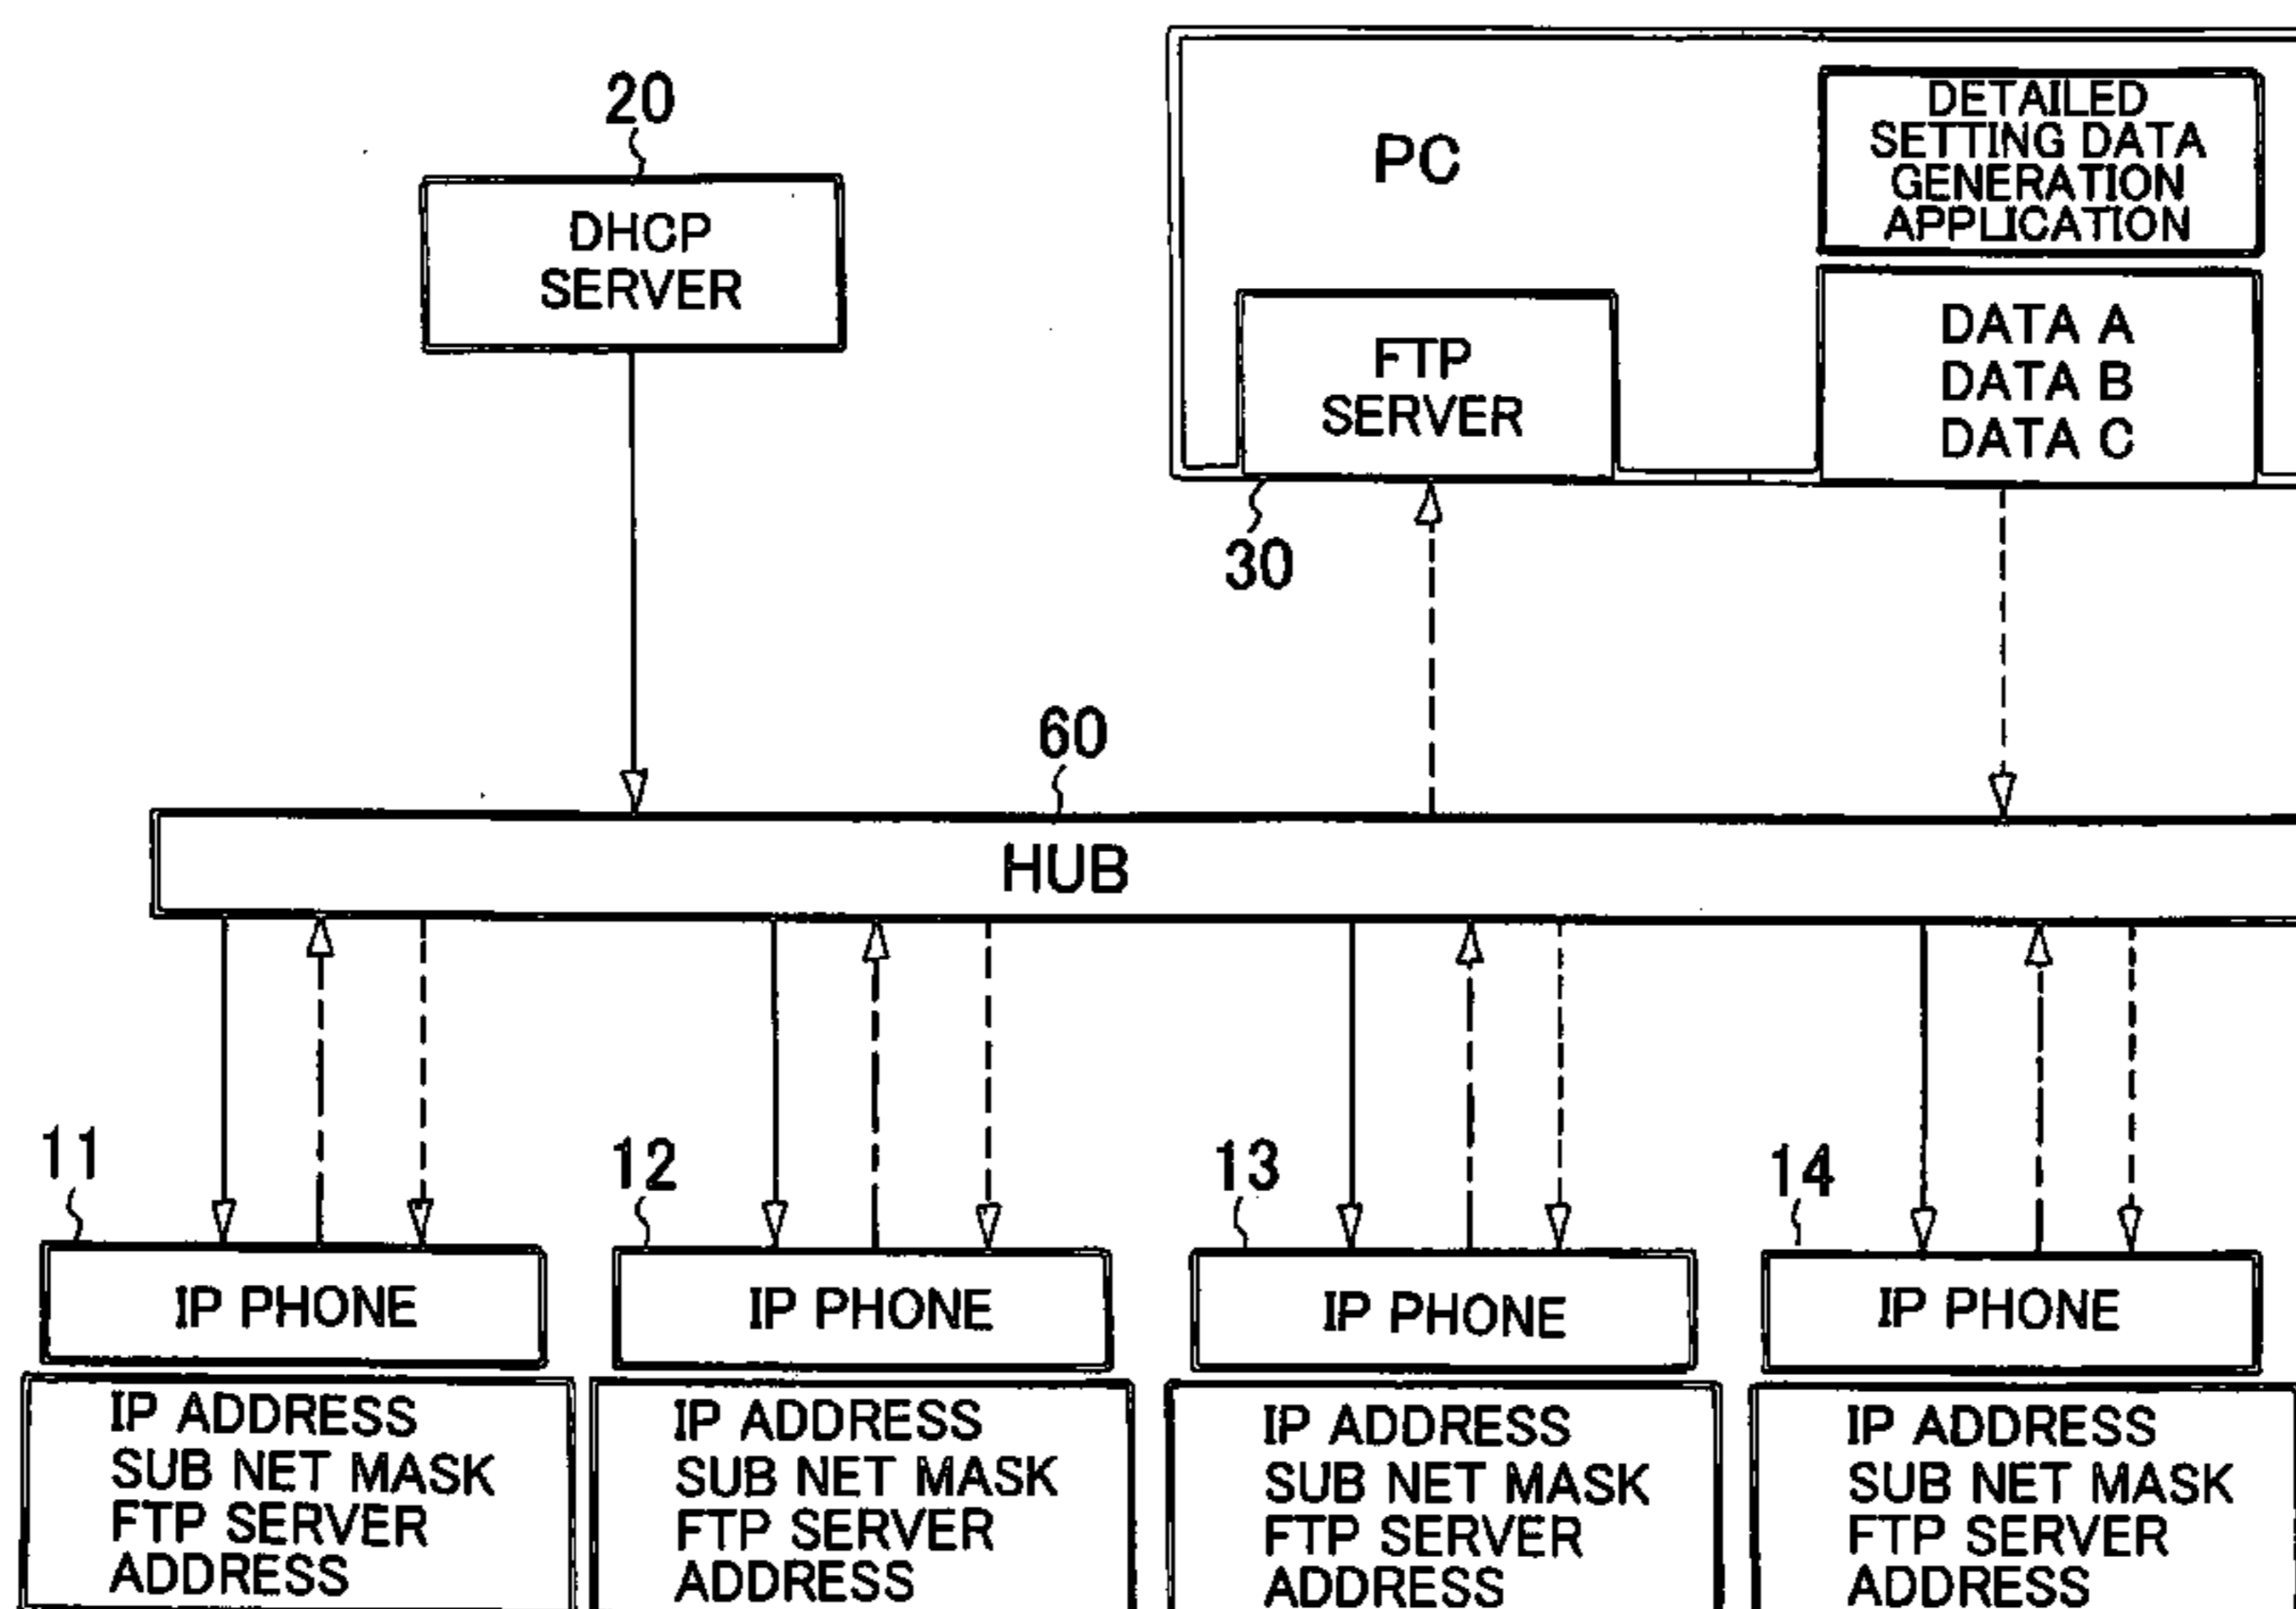 20
DHCP
SERVER
PC
DETAILED
SETTING DATA
GENERATION
APPLICATION
FTP
SERVER
DATA A
DATA B
DATA C
30
60
HUB
11
IP PHONE
IP ADDRESS
SUB NET MASK
FTP SERVER
ADDRESS
12
IP PHONE
IP ADDRESS
SUB NET MASK
FTP SERVER
ADDRESS
13
IP PHONE
IP ADDRESS
SUB NET MASK
FTP SERVER
ADDRESS
14
IP PHONE
IP ADDRESS
SUB NET MASK
FTP SERVER
ADDRESS